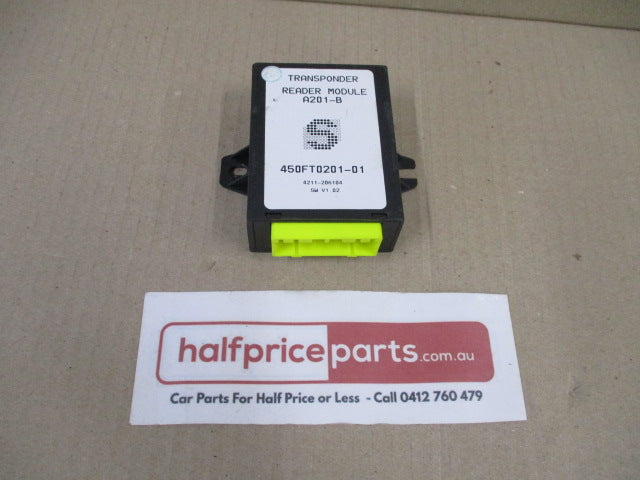 TRANSPONDER
READER MODULE
A201-B
S
450FT0201-01
4211-206184
SW V1.02
halfpriceparts.com.au
Car Parts For Half Price or Less - Call 0412 760 479